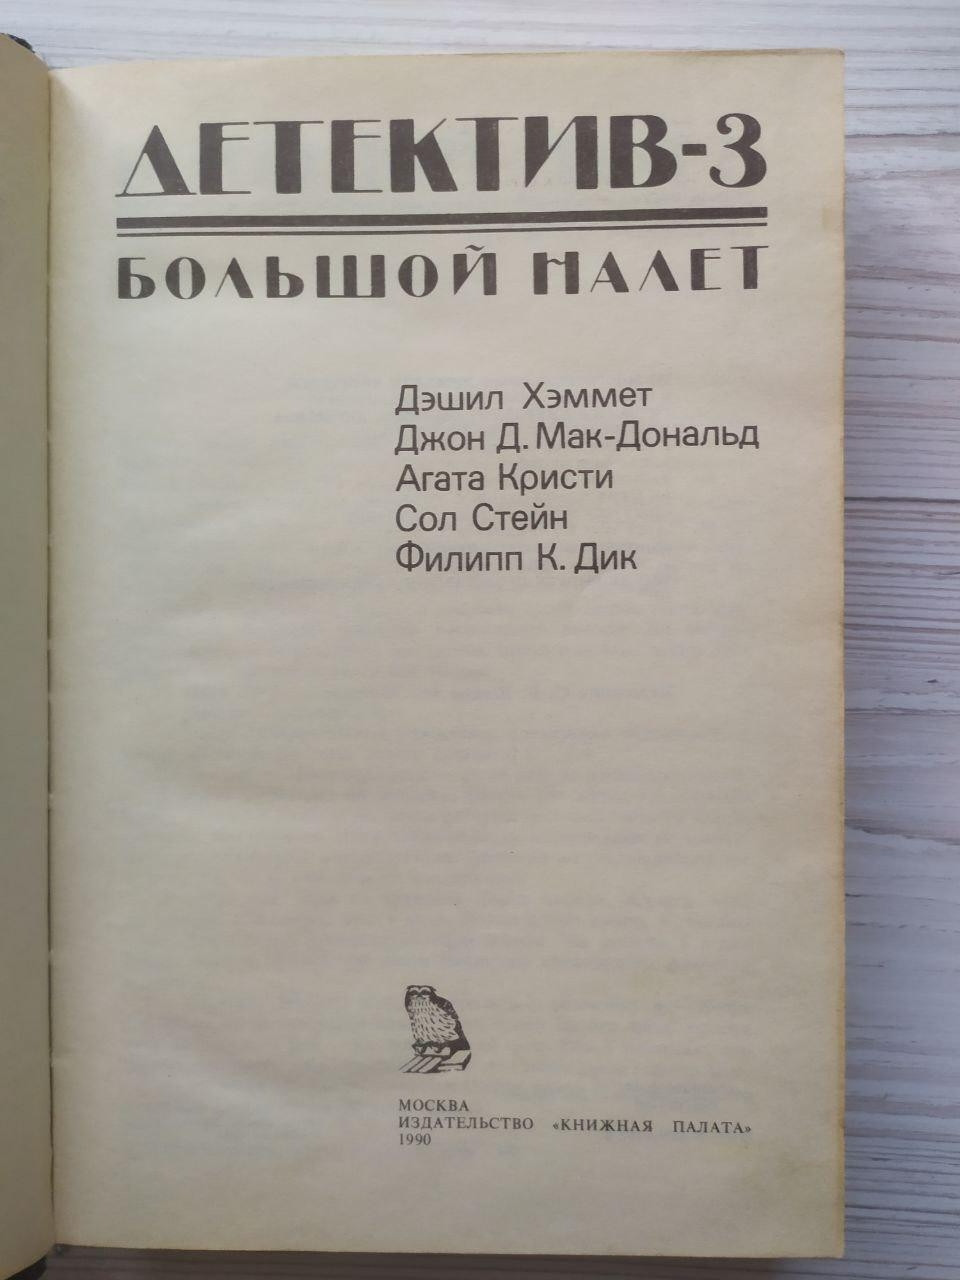 ДЕТЕКТИВ-3
БОЛЬШОЙ НАЛЕТ
Дэшил Хэммет
Джон Д. Мак-Дональд
Агата Кристи
Сол Стейн
Филипп К. Дик
МОСКВА
ИЗДАТЕЛЬСТВО «КНИЖНАЯ ПАЛАТА»
1990